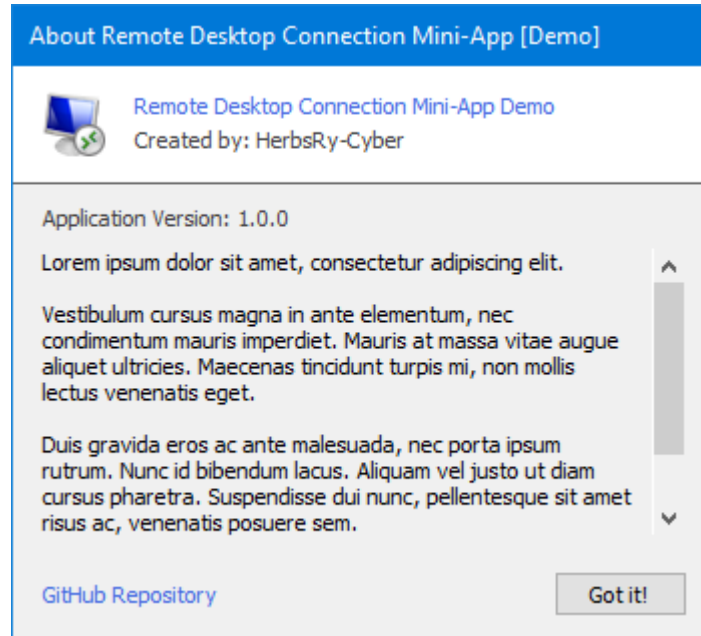 About Remote Desktop Connection Mini-App [Demo]
Remote Desktop Connection Mini-App Demo
Created by: HerbsRy-Cyber
Application Version: 1.0.0
Lorem ipsum dolor sit amet, consectetur adipiscing elit.
Vestibulum cursus magna in ante elementum, nec
condimentum mauris imperdiet. Mauris at massa vitae augue
aliquet ultricies. Maecenas tincidunt turpis mi, non mollis
lectus venenatis eget.
Duis gravida eros ac ante malesuada, nec porta ipsum
rutrum. Nunc id bibendum lacus. Aliquam vel justo ut diam
cursus pharetra. Suspendisse dui nunc, pellentesque sit amet
risus ac, venenatis posuere sem.
GitHub Repository
Got it!